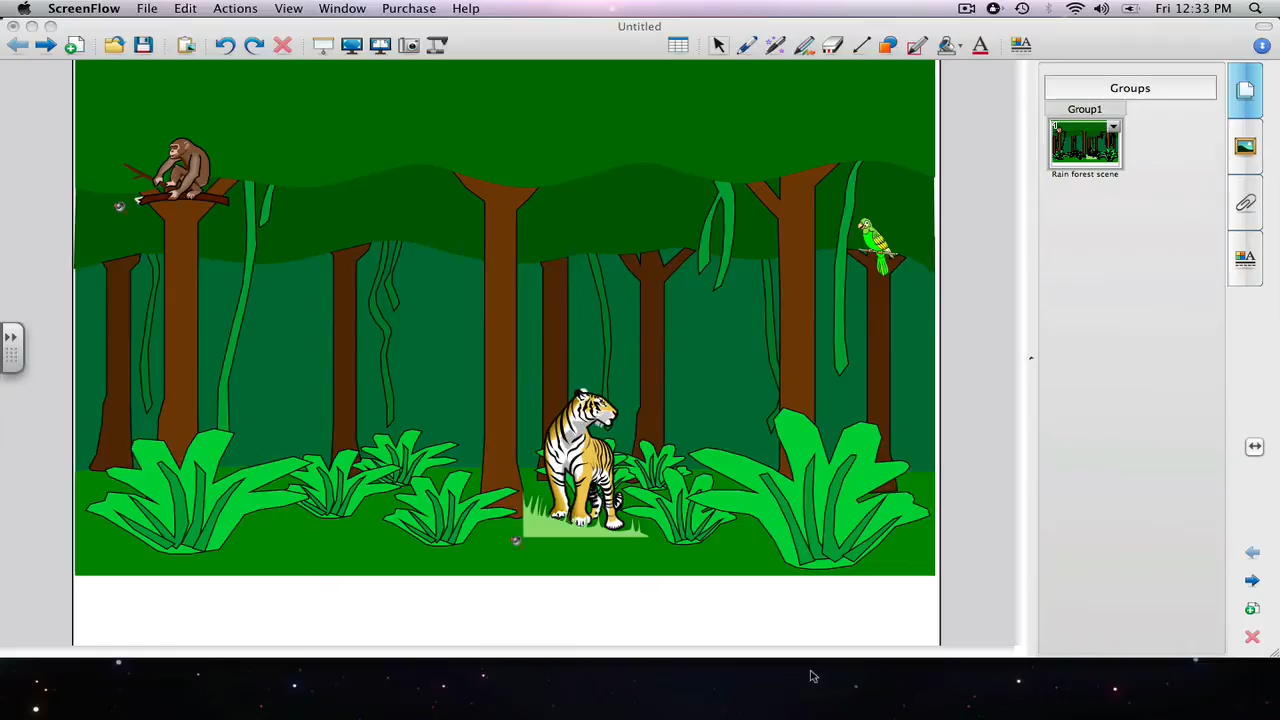 ScreenFlow File Edit Actions View Window Purchase Help Fri 12:33 PM
Untitled
Groups
Group1
Rain forest scene